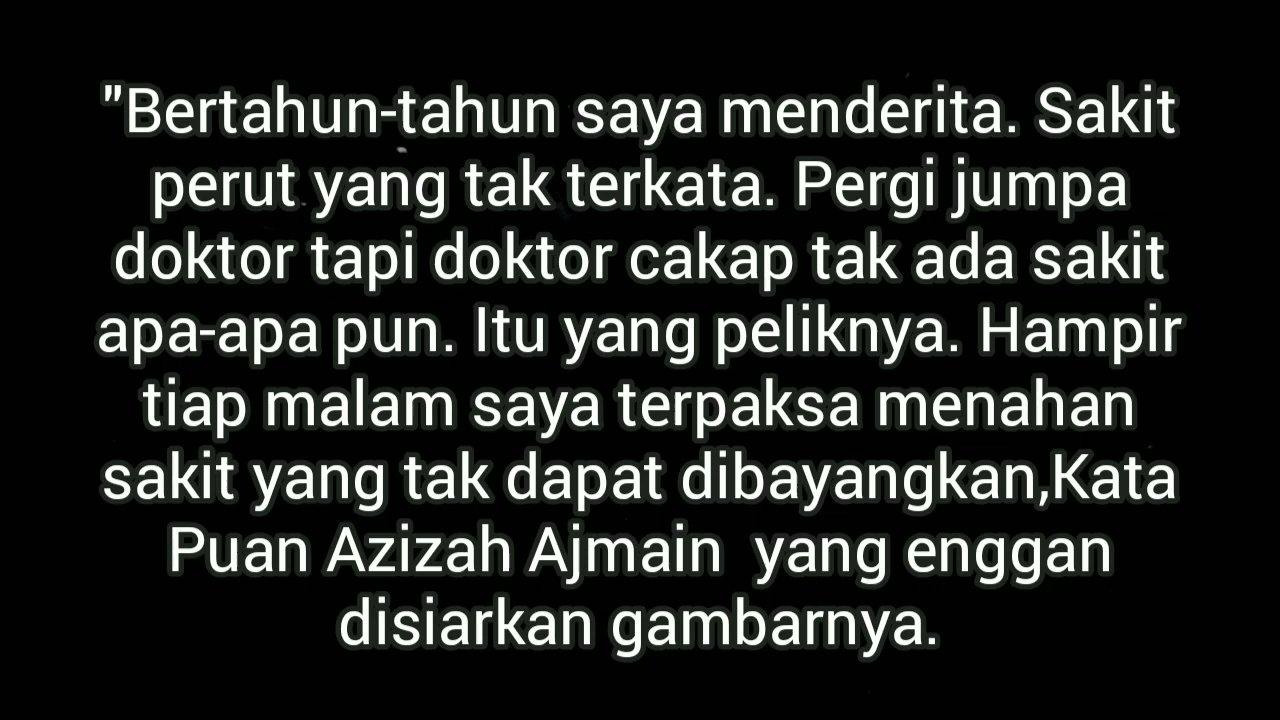 "Bertahun-tahun saya menderita. Sakit
perut yang tak terkata. Pergi jumpa
doktor tapi doktor cakap tak ada sakit
apa-apa pun. Itu yang peliknya. Hampir
tiap malam saya terpaksa menahan
sakit yang tak dapat dibayangkan,Kata
Puan Azizah Ajmain  yang enggan
disiarkan gambarnya.